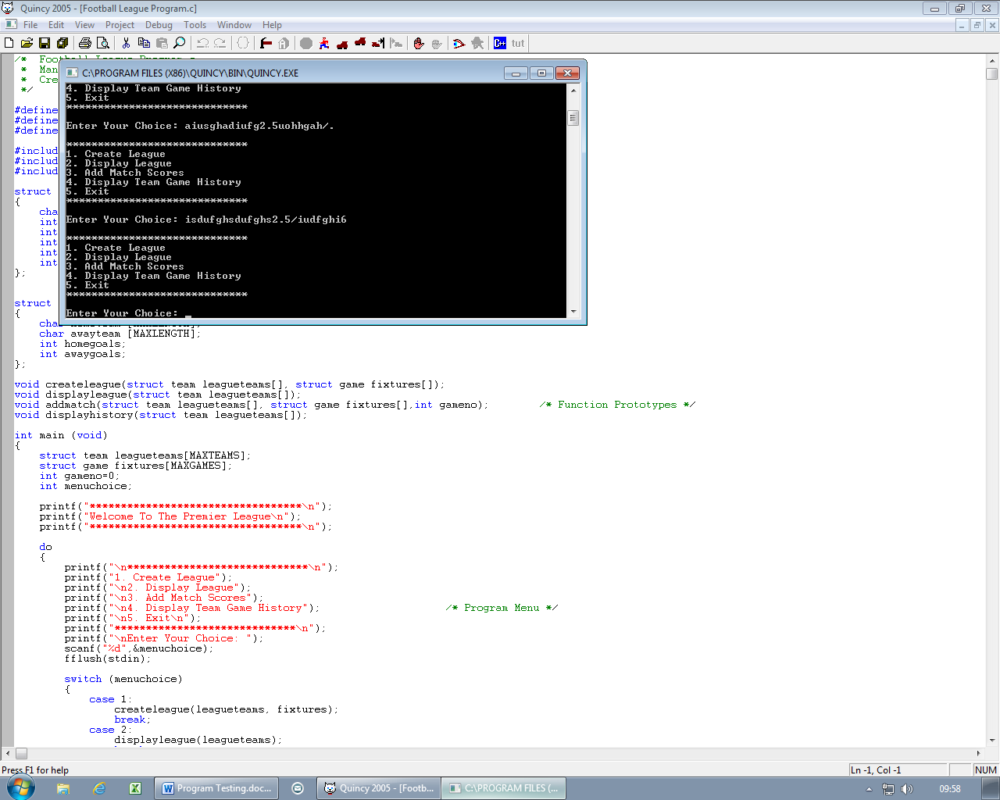 Quincy 2005 - [Football League Program.c]
File Edit View Project Debug Tools Window Help
C++ tut
/* Football League Program.c
* Man
* Cre
*/
C:\PROGRAM FILES (X86)\QUINCY\BIN\QUINCY.EXE
4. Display Team Game History
5. Exit
*****************************
Enter Your Choice: aiusghadiufg2.5uohhgah/.
*****************************
1. Create League
2. Display League
3. Add Match Scores
4. Display Team Game History
5. Exit
*****************************
Enter Your Choice: isdufghsdufghs2.5/iudfghi6
*****************************
1. Create League
2. Display League
3. Add Match Scores
4. Display Team Game History
5. Exit
*****************************
Enter Your Choice: _
#define
#define
#define
#includ
#includ
#includ
struct
{
cha
int
int
int
int
int
};
struct
{
char awayteam [MAXLENGTH];
int homegoals;
int awaygoals;
};
void createleague(struct team leagueteams[], struct game fixtures[]);
void displayleague(struct team leagueteams[]);
void addmatch(struct team leagueteams[], struct game fixtures[],int gameno); /* Function Prototypes */
void displayhistory(struct team leagueteams[]);
int main (void)
{
struct team leagueteams[MAXTEAMS];
struct game fixtures[MAXGAMES];
int gameno=0;
int menuchoice;
printf("**********************************\n");
printf("Welcome To The Premier League\n");
printf("**********************************\n");
do
{
printf("\n*****************************\n");
printf("1. Create League");
printf("\n2. Display League");
printf("\n3. Add Match Scores");
printf("\n4. Display Team Game History"); /* Program Menu */
printf("\n5. Exit\n");
printf("*****************************\n");
printf("\nEnter Your Choice: ");
scanf("%d",&menuchoice);
fflush(stdin);
switch (menuchoice)
{
case 1:
createleague(leagueteams, fixtures);
break;
case 2:
displayleague(leagueteams);
Press F1 for help
Ln -1, Col -1 NUM
Program Testing.doc... Quincy 2005 - [Footb... C:\PROGRAM FILES (... 09:58